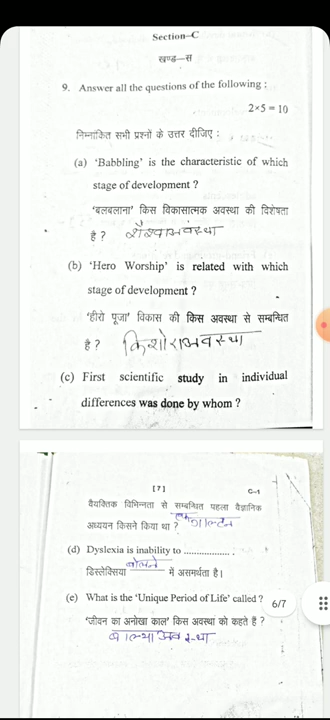 Section–C
खण्ड—स
9. Answer all the questions of the following :
2×5 = 10
निम्नांकित सभी प्रश्नों के उत्तर दीजिए :
(a) ‘Babbling’ is the characteristic of which
stage of development ?
‘बलबलाना’ किस विकासात्मक अवस्था की विशेषता
है ? शैश्वाअवस्था
(b) ‘Hero Worship’ is related with which
stage of development ?
‘हीरो पूजा’ विकास की किस अवस्था से सम्बन्धित
है ? किशोराअवस्था
(c) First scientific study in individual
differences was done by whom ?
[7] C–1
वैयक्तिक विभिन्नता से सम्बन्धित पहला वैज्ञानिक
अध्ययन किसने किया था ? गाल्टन
(d) Dyslexia is inability to .................. .
डिस्लेक्सिया बोलने में असमर्थता है।
(e) What is the ‘Unique Period of Life’ called ?
6/7
‘जीवन का अनोखा काल’ किस अवस्था को कहते हैं ?
बाल्याअवस्था